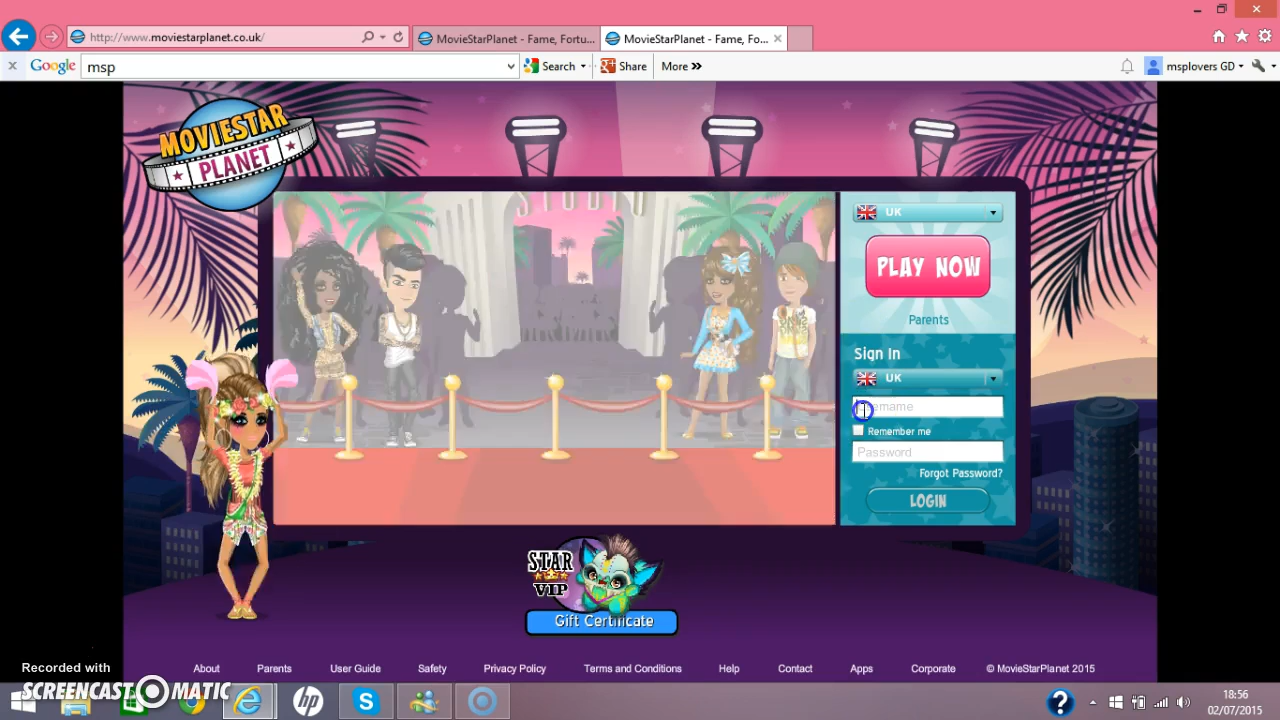 http://www.moviestarplanet.co.uk/
MovieStarPlanet - Fame, Fortu...
MovieStarPlanet - Fame, Fo...
Google
msp
Search
Share
More »
msplovers GD
MOVIESTAR
PLANET
STUDIO
UK
PLAY NOW
Parents
Sign In
UK
Remember me
Password
Forgot Password?
LOGIN
STAR
VIP
Gift Certificate
About
Parents
User Guide
Safety
Privacy Policy
Terms and Conditions
Help
Contact
Apps
Corporate
© MovieStarPlanet 2015
Recorded with
SCREENCAST-O-MATIC
hp
18:56
02/07/2015